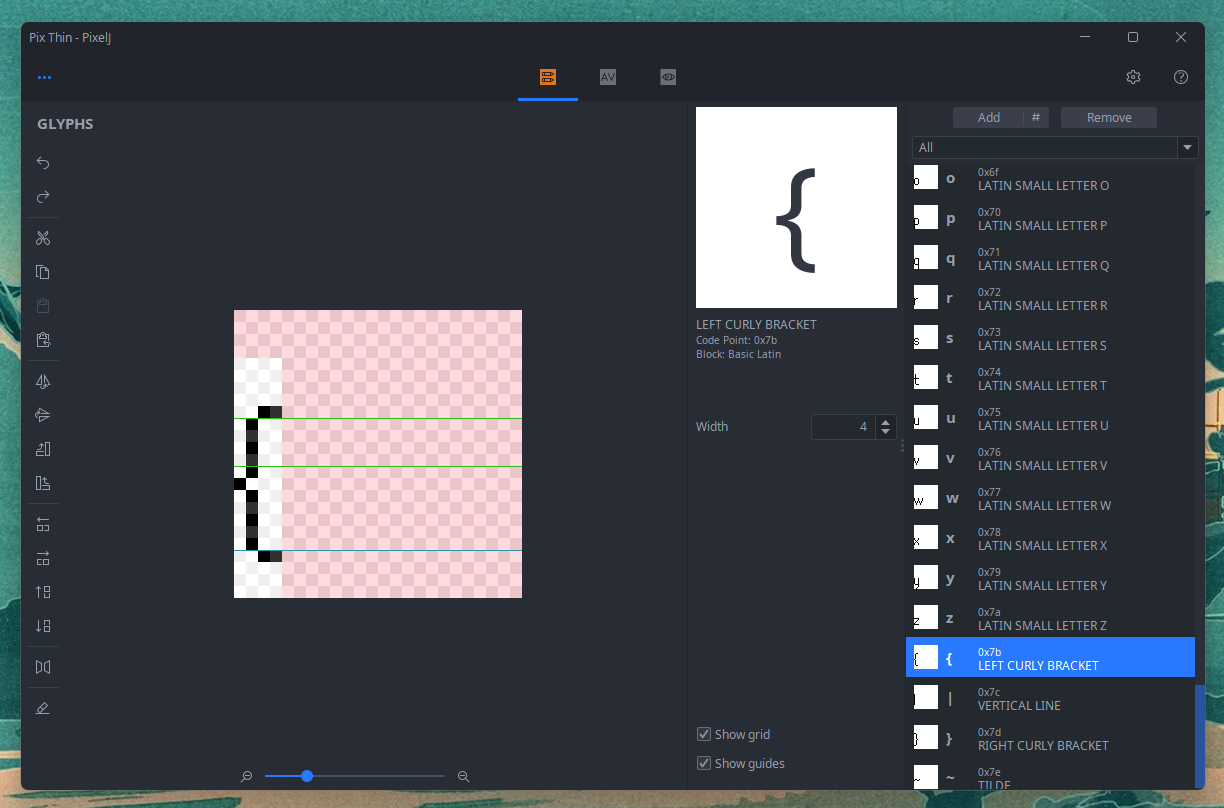 Pix Thin - PixelJ
AV
GLYPHS
{
LEFT CURLY BRACKET
Code Point: 0x7b
Block: Basic Latin
Width 4
Show grid
Show guides
Add #
Remove
All
o o 0x6f
LATIN SMALL LETTER O
p p 0x70
LATIN SMALL LETTER P
q q 0x71
LATIN SMALL LETTER Q
r r 0x72
LATIN SMALL LETTER R
s s 0x73
LATIN SMALL LETTER S
t t 0x74
LATIN SMALL LETTER T
u u 0x75
LATIN SMALL LETTER U
v v 0x76
LATIN SMALL LETTER V
w w 0x77
LATIN SMALL LETTER W
x x 0x78
LATIN SMALL LETTER X
y y 0x79
LATIN SMALL LETTER Y
z z 0x7a
LATIN SMALL LETTER Z
{ { 0x7b
LEFT CURLY BRACKET
| | 0x7c
VERTICAL LINE
} } 0x7d
RIGHT CURLY BRACKET
~ ~ 0x7e
TILDE